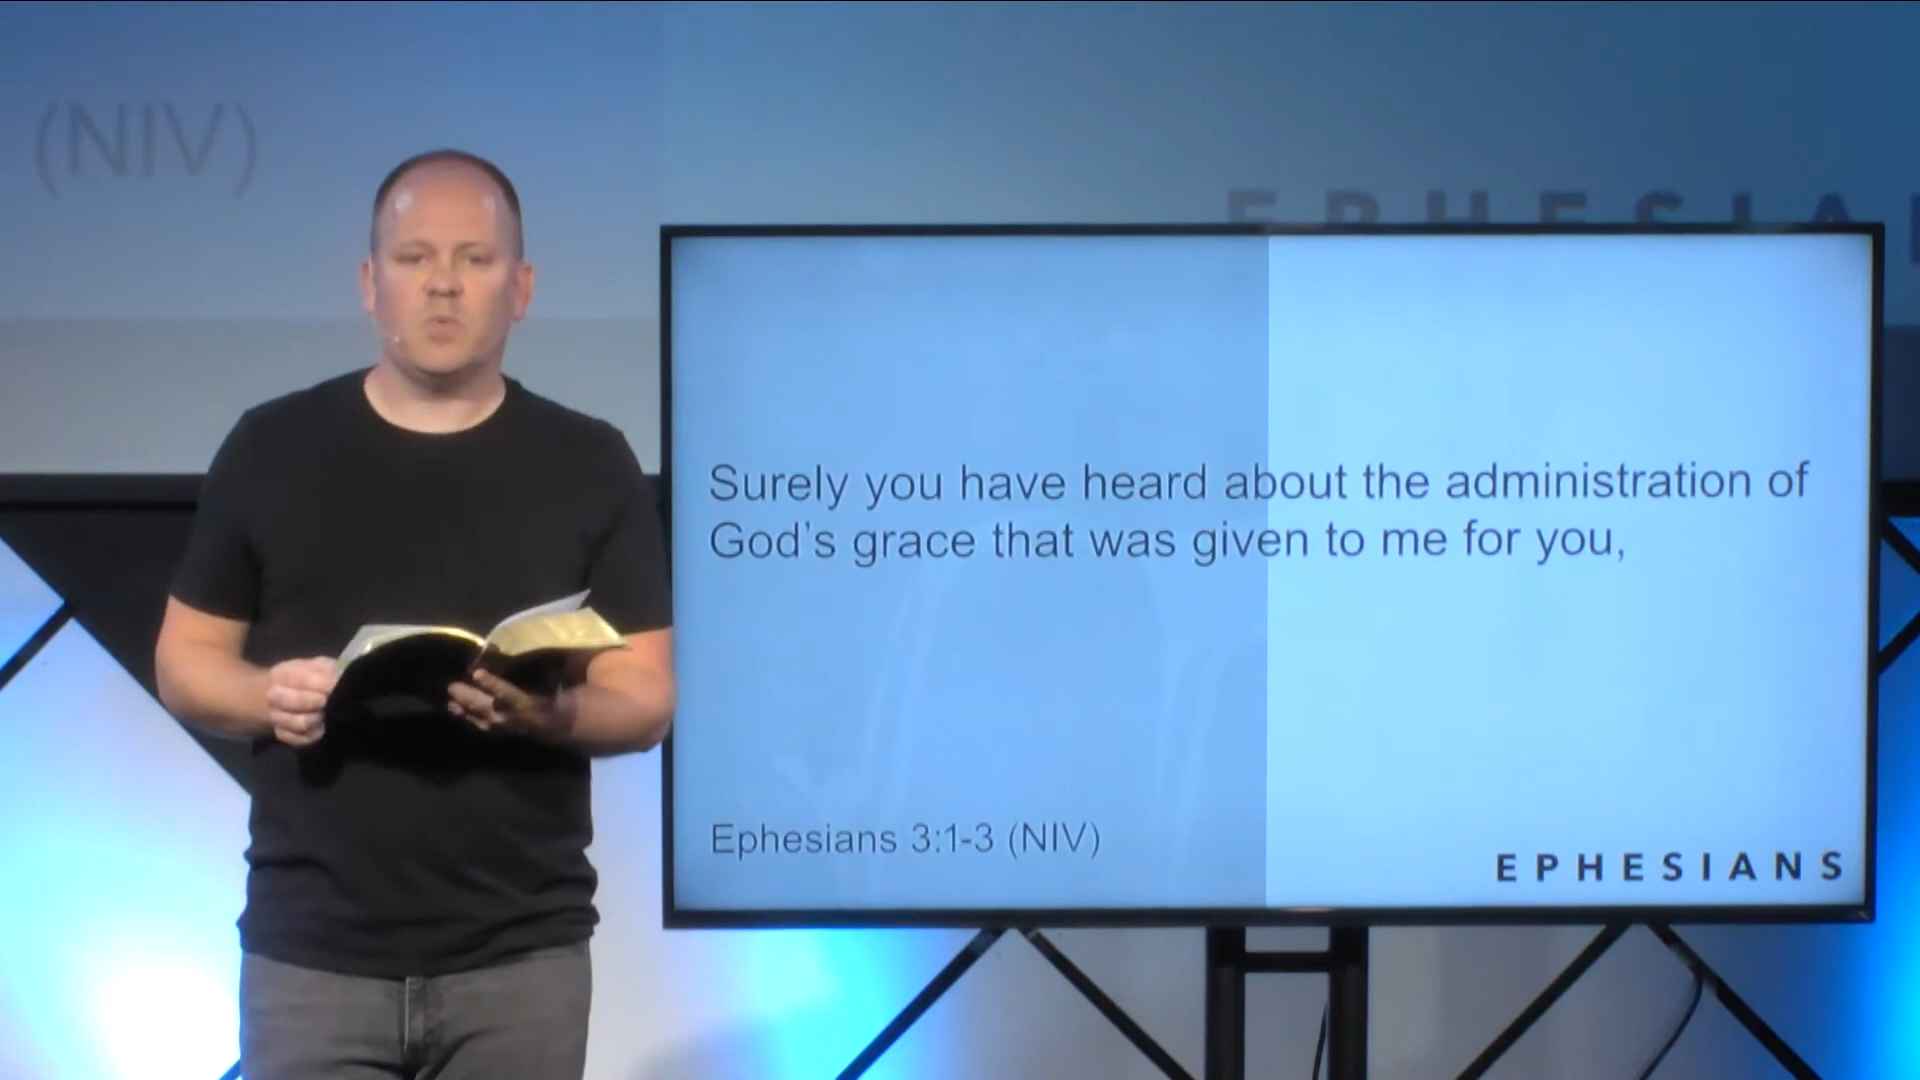 (NIV)
EPHESIA
Surely you have heard about the administration of
God's grace that was given to me for you,
Ephesians 3:1-3 (NIV)
EPHESIANS